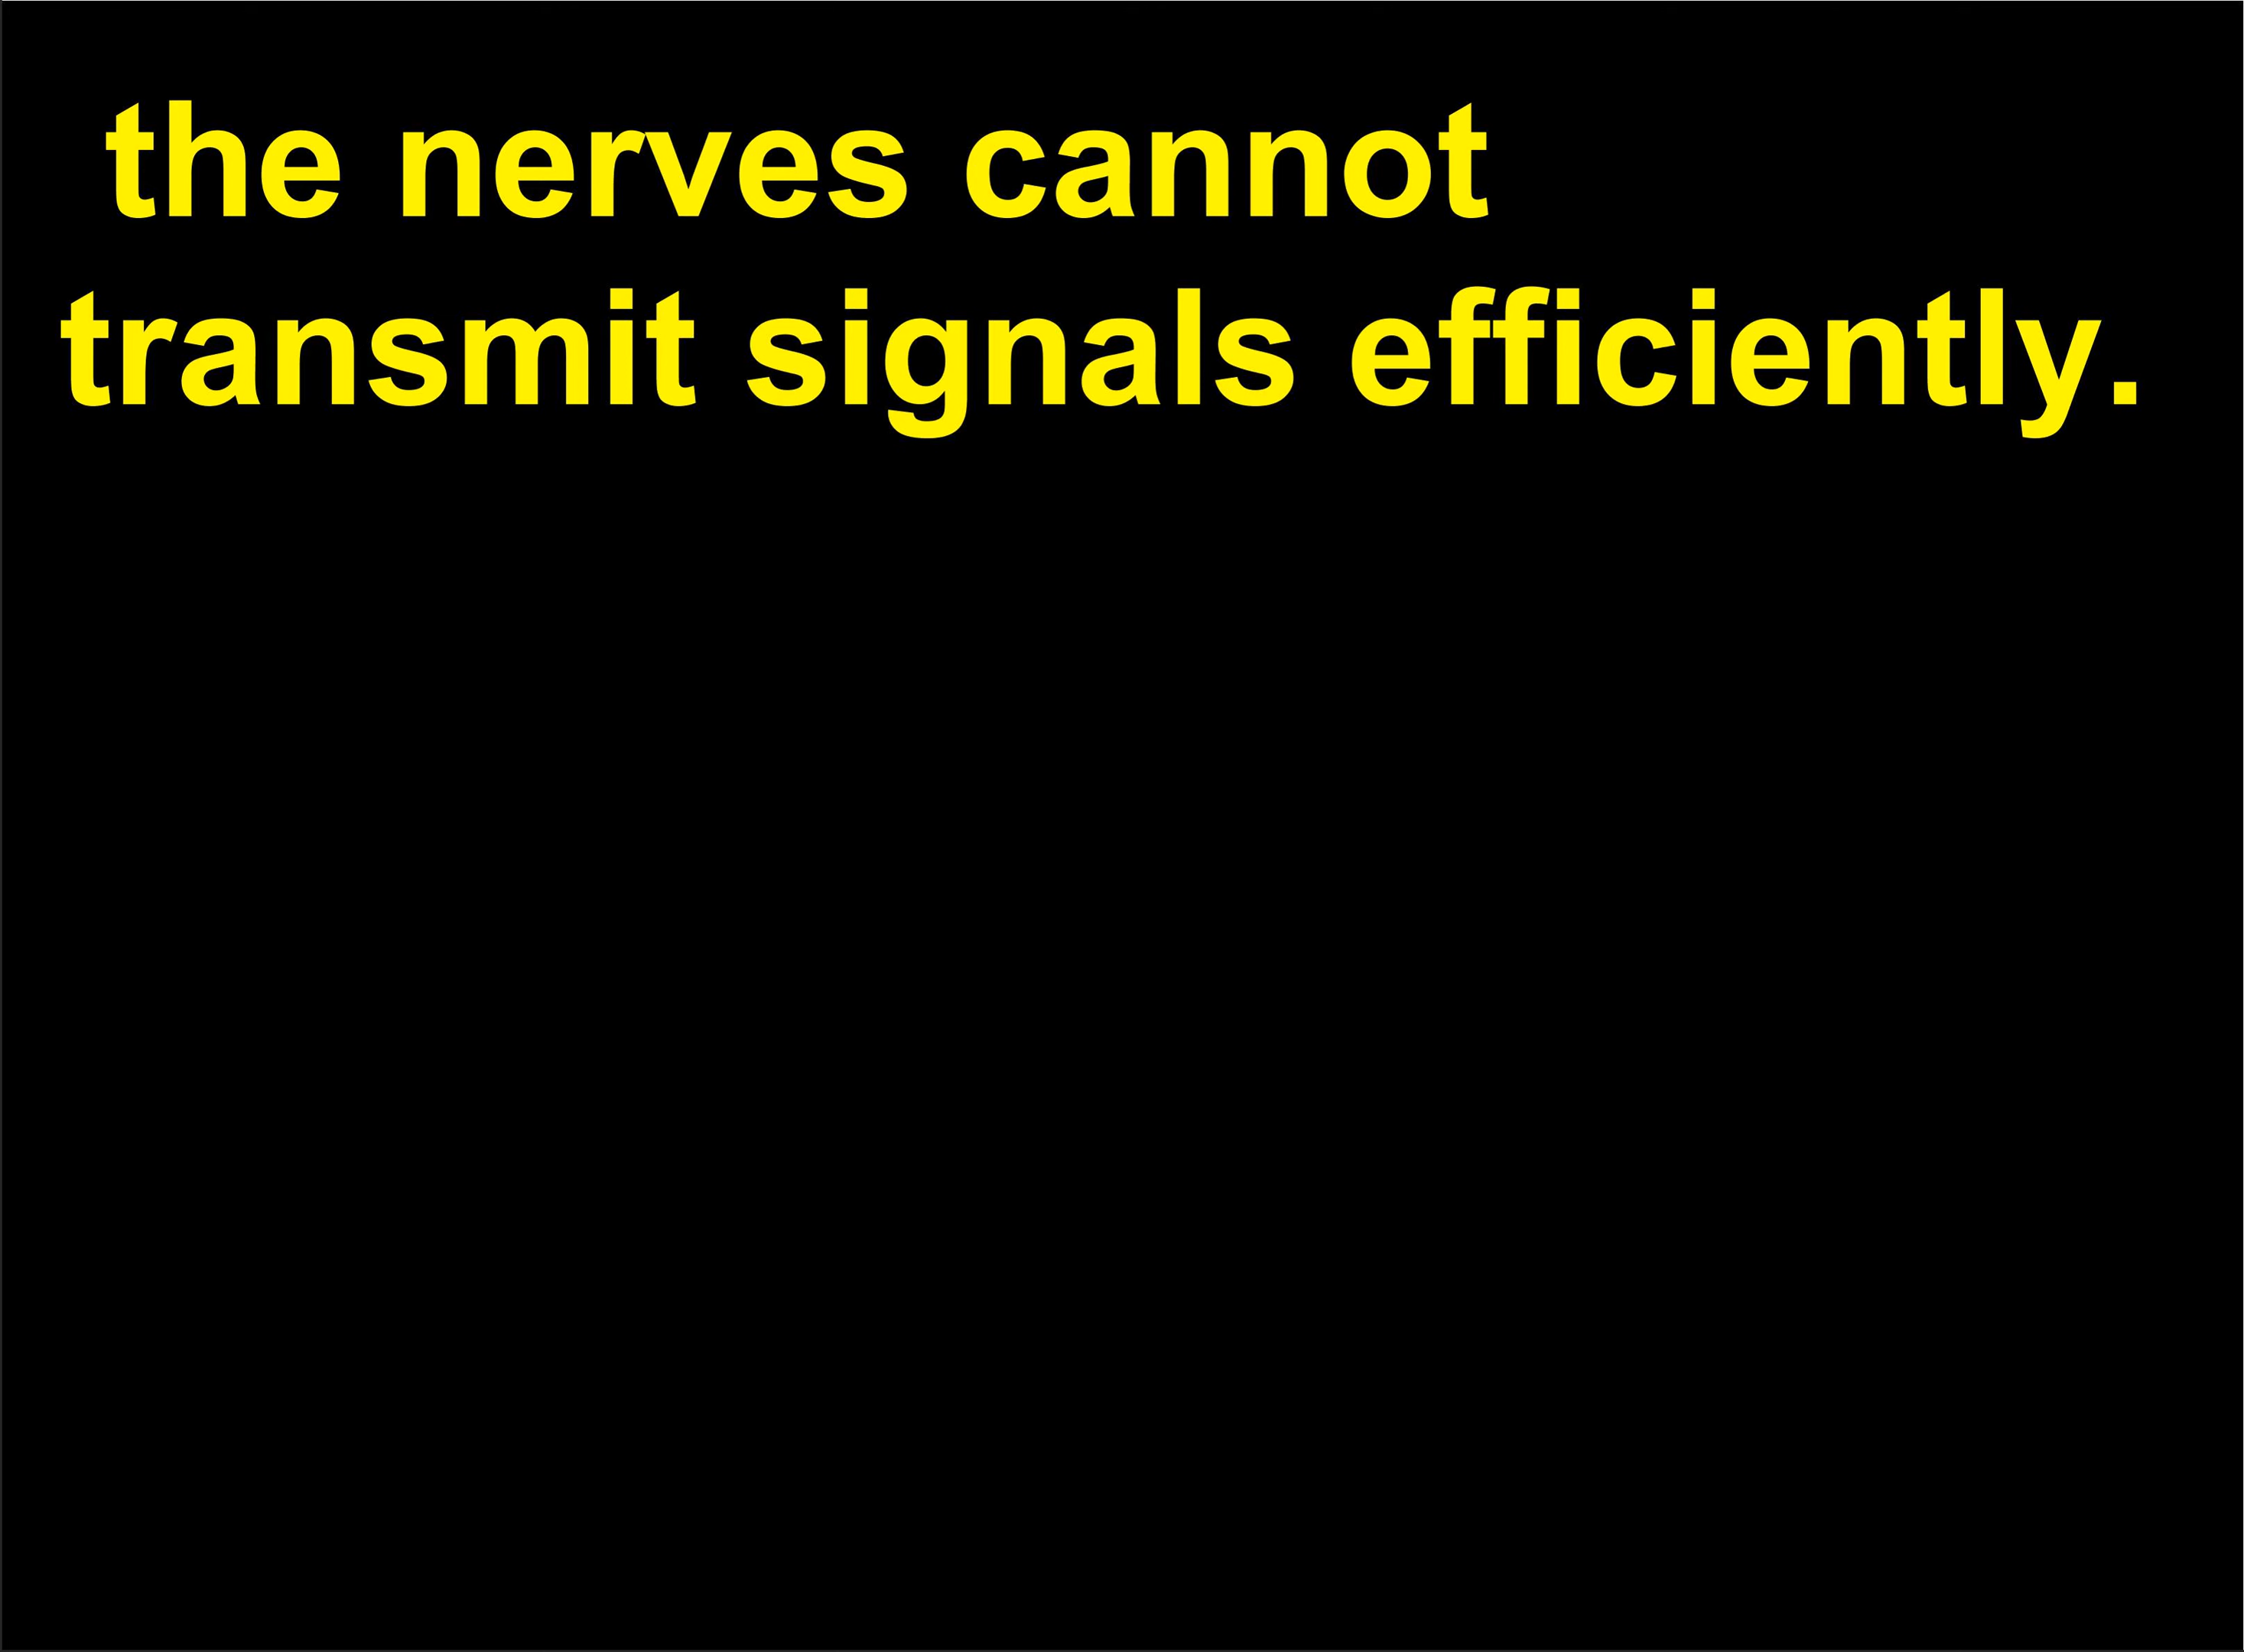 the nerves cannot
transmit signals efficiently.